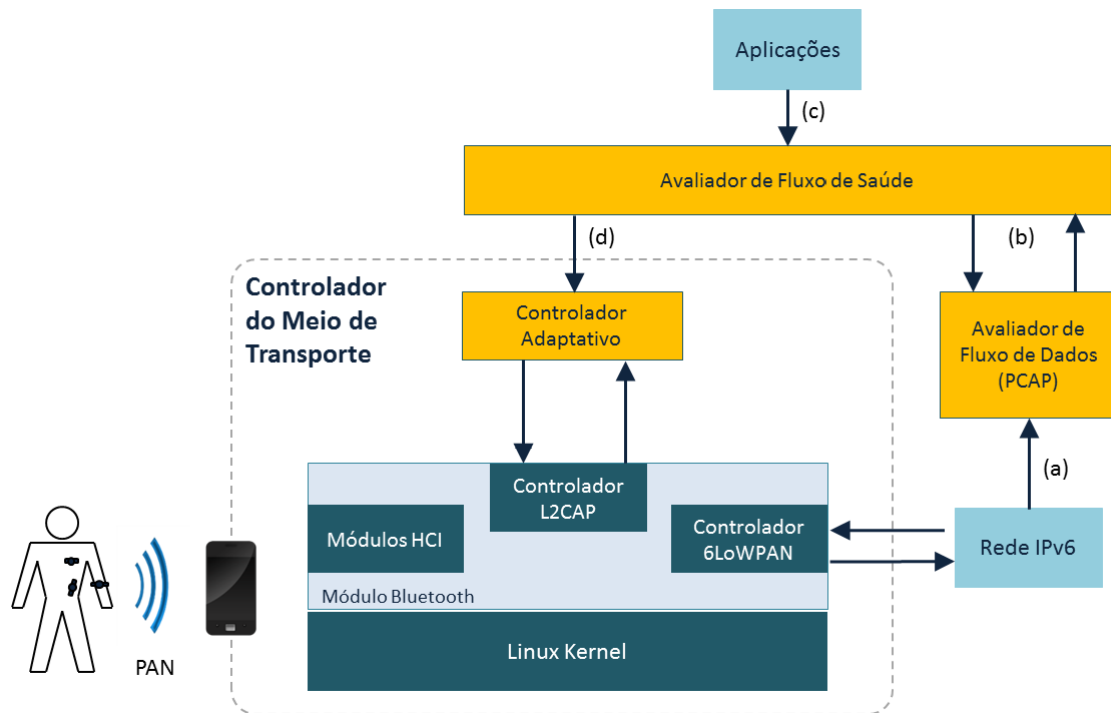 Aplicações
(c)
Avaliador de Fluxo de Saúde
(d)
(b)
Controlador
do Meio de
Transporte
Controlador
Adaptativo
Avaliador de
Fluxo de Dados
(PCAP)
(a)
Controlador
L2CAP
Módulos HCI
Controlador
6LoWPAN
Rede IPv6
Módulo Bluetooth
Linux Kernel
PAN